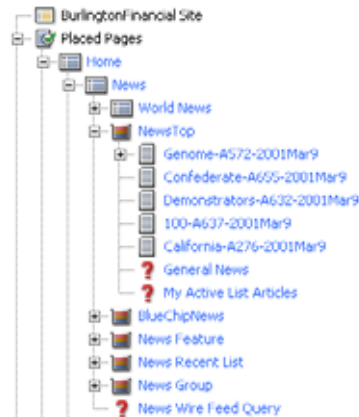 BurlingtonFinancial Site
Placed Pages
Home
News
World News
NewsTop
Genome-A572-2001Mar9
Confederate-A655-2001Mar9
Demonstrators-A632-2001Mar9
100-A637-2001Mar9
California-A276-2001Mar9
General News
My Active List Articles
BlueChipNews
News Feature
News Recent List
News Group
News Wire Feed Query